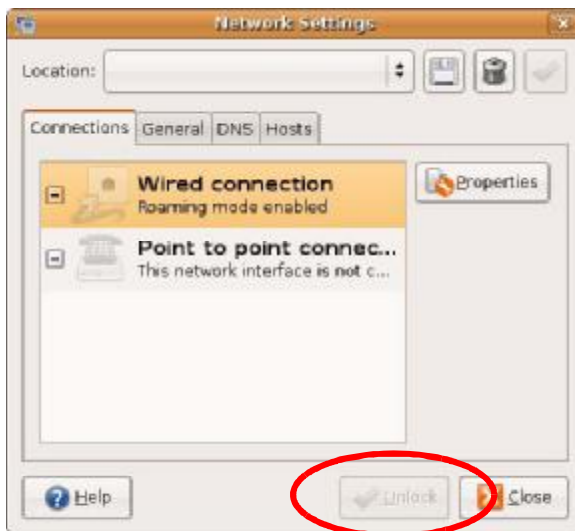 Network Settings
Location:
Connections General DNS Hosts
Wired connection
Roaming mode enabled
Properties
Point to point connec...
This network interface is not c...
Help Unlock Close